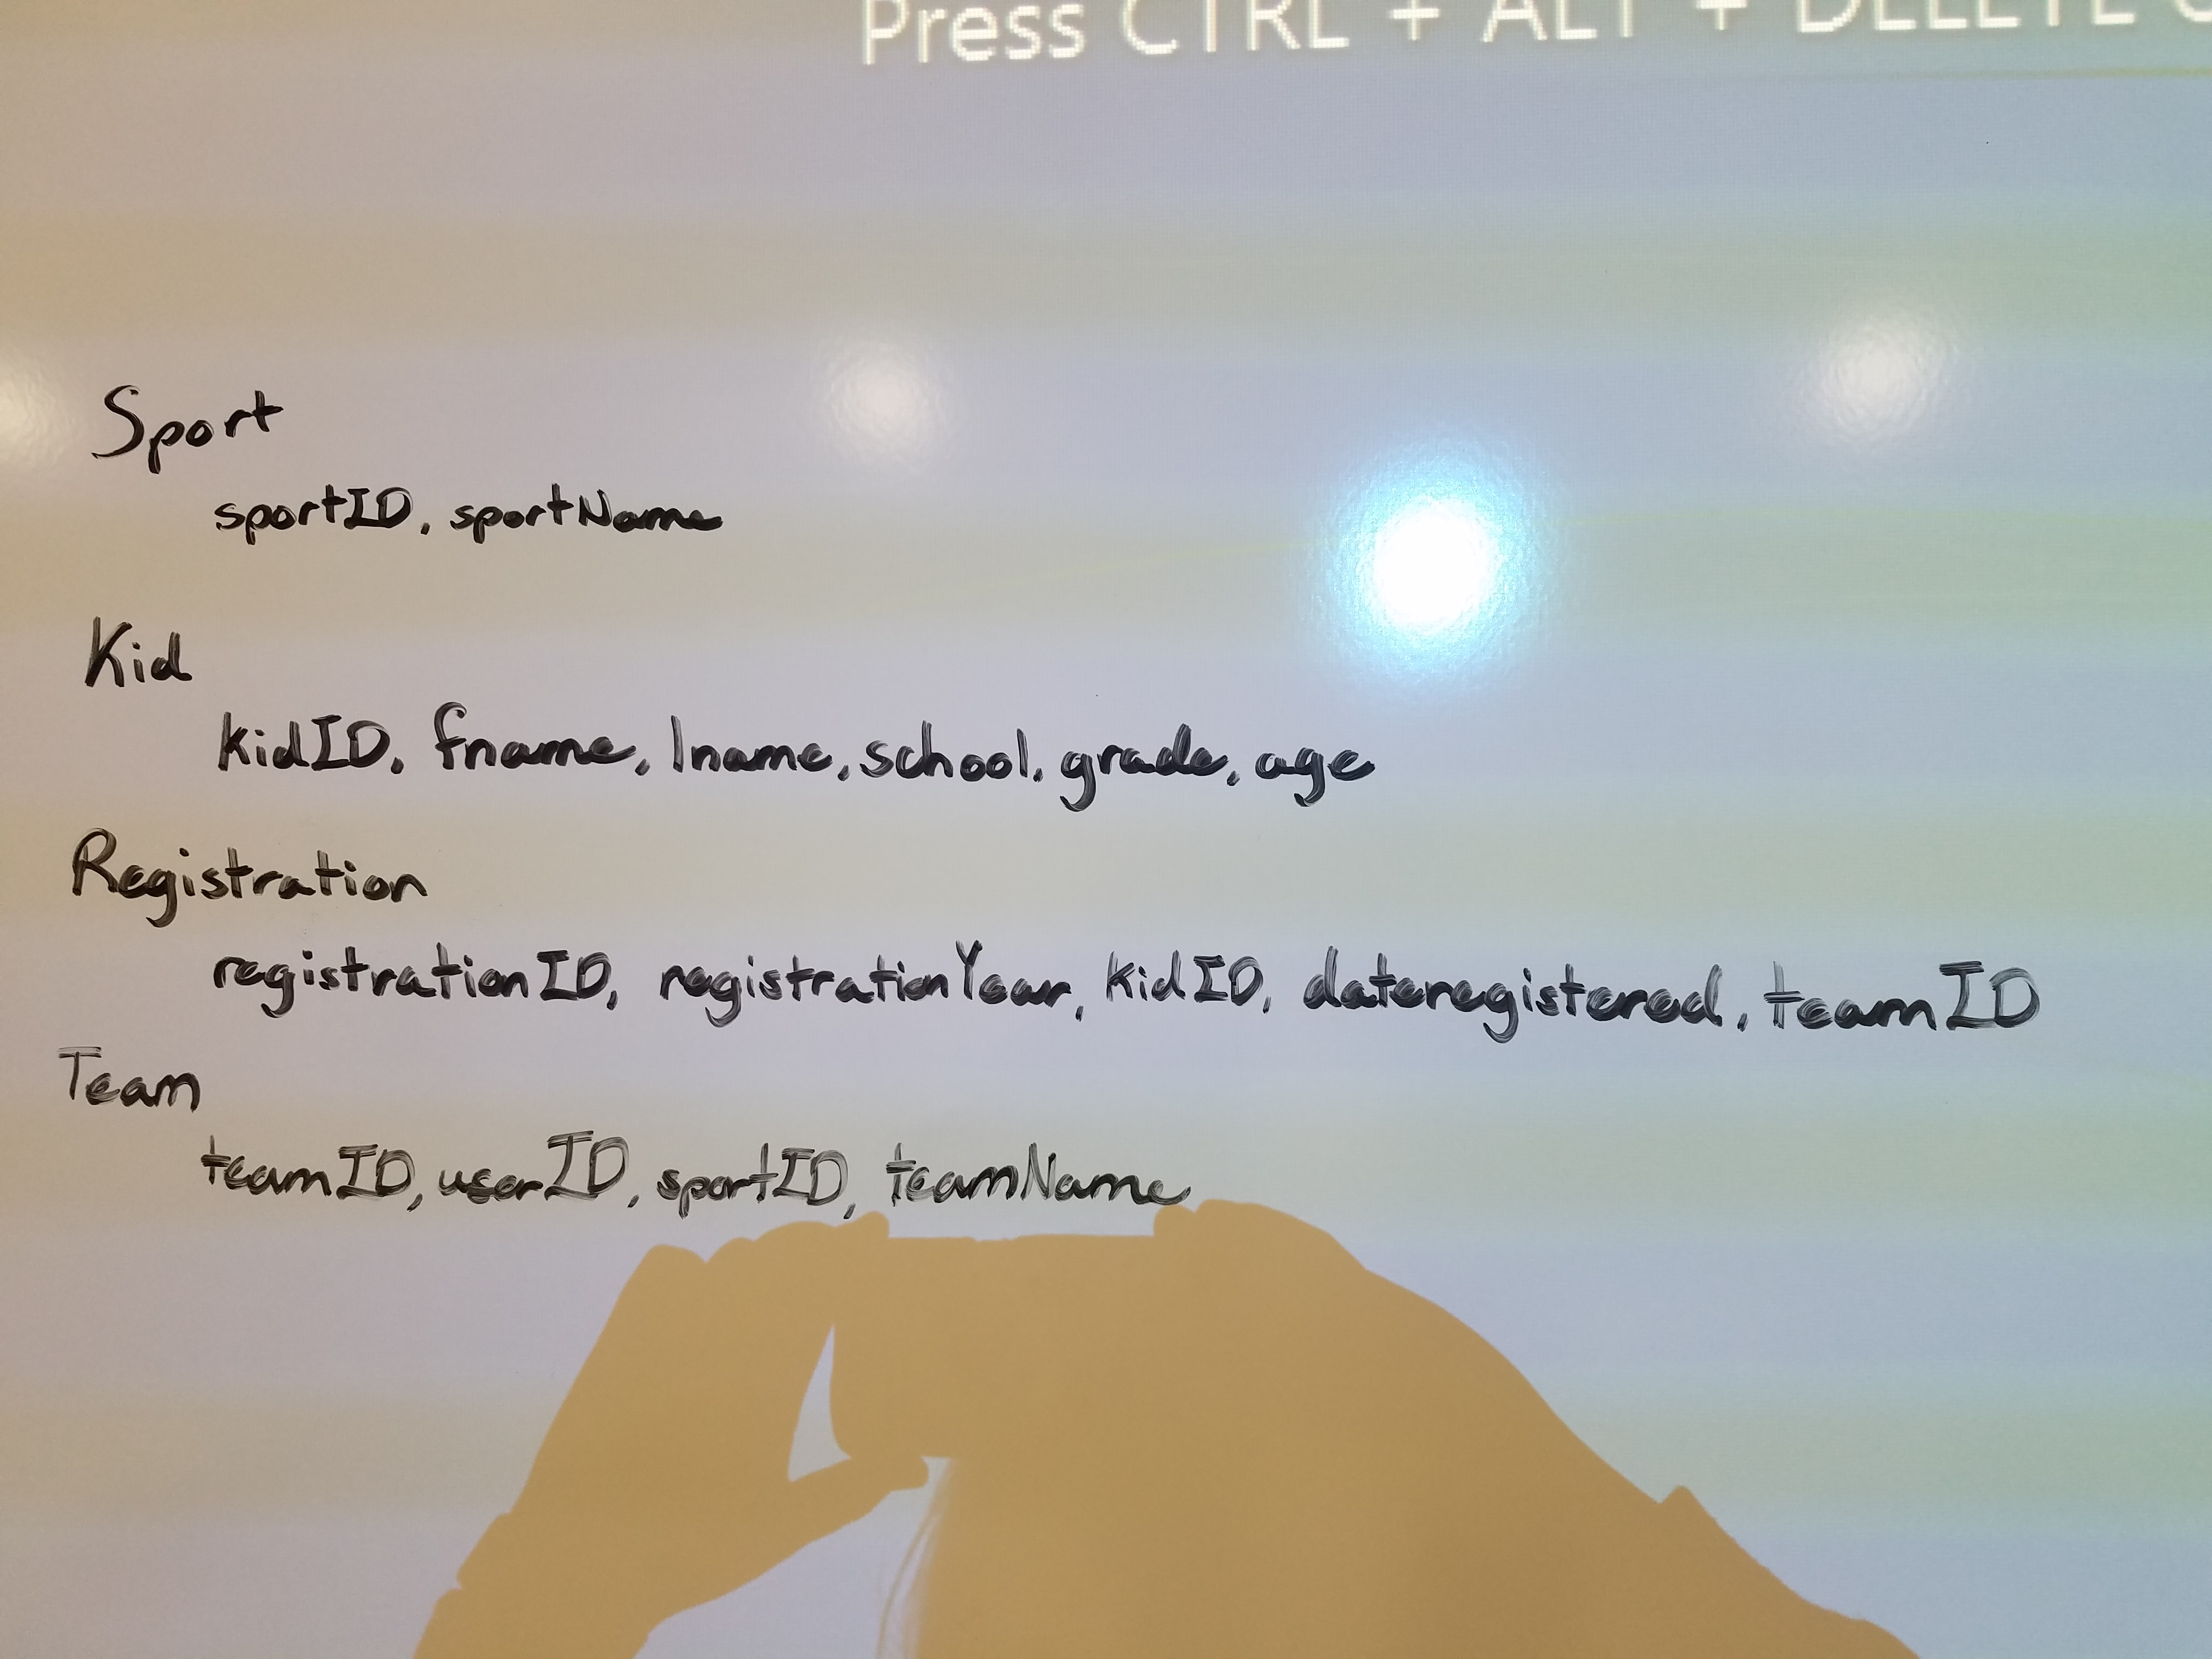 Press CTRL + ALT + DELETE
Sport
sportID, sportName
Kid
kidID, fname, lname, school, grade, age
Registration
registrationID, registrationYear, kidID, dateregistered, teamID
Team
teamID, userID, sportID, teamName